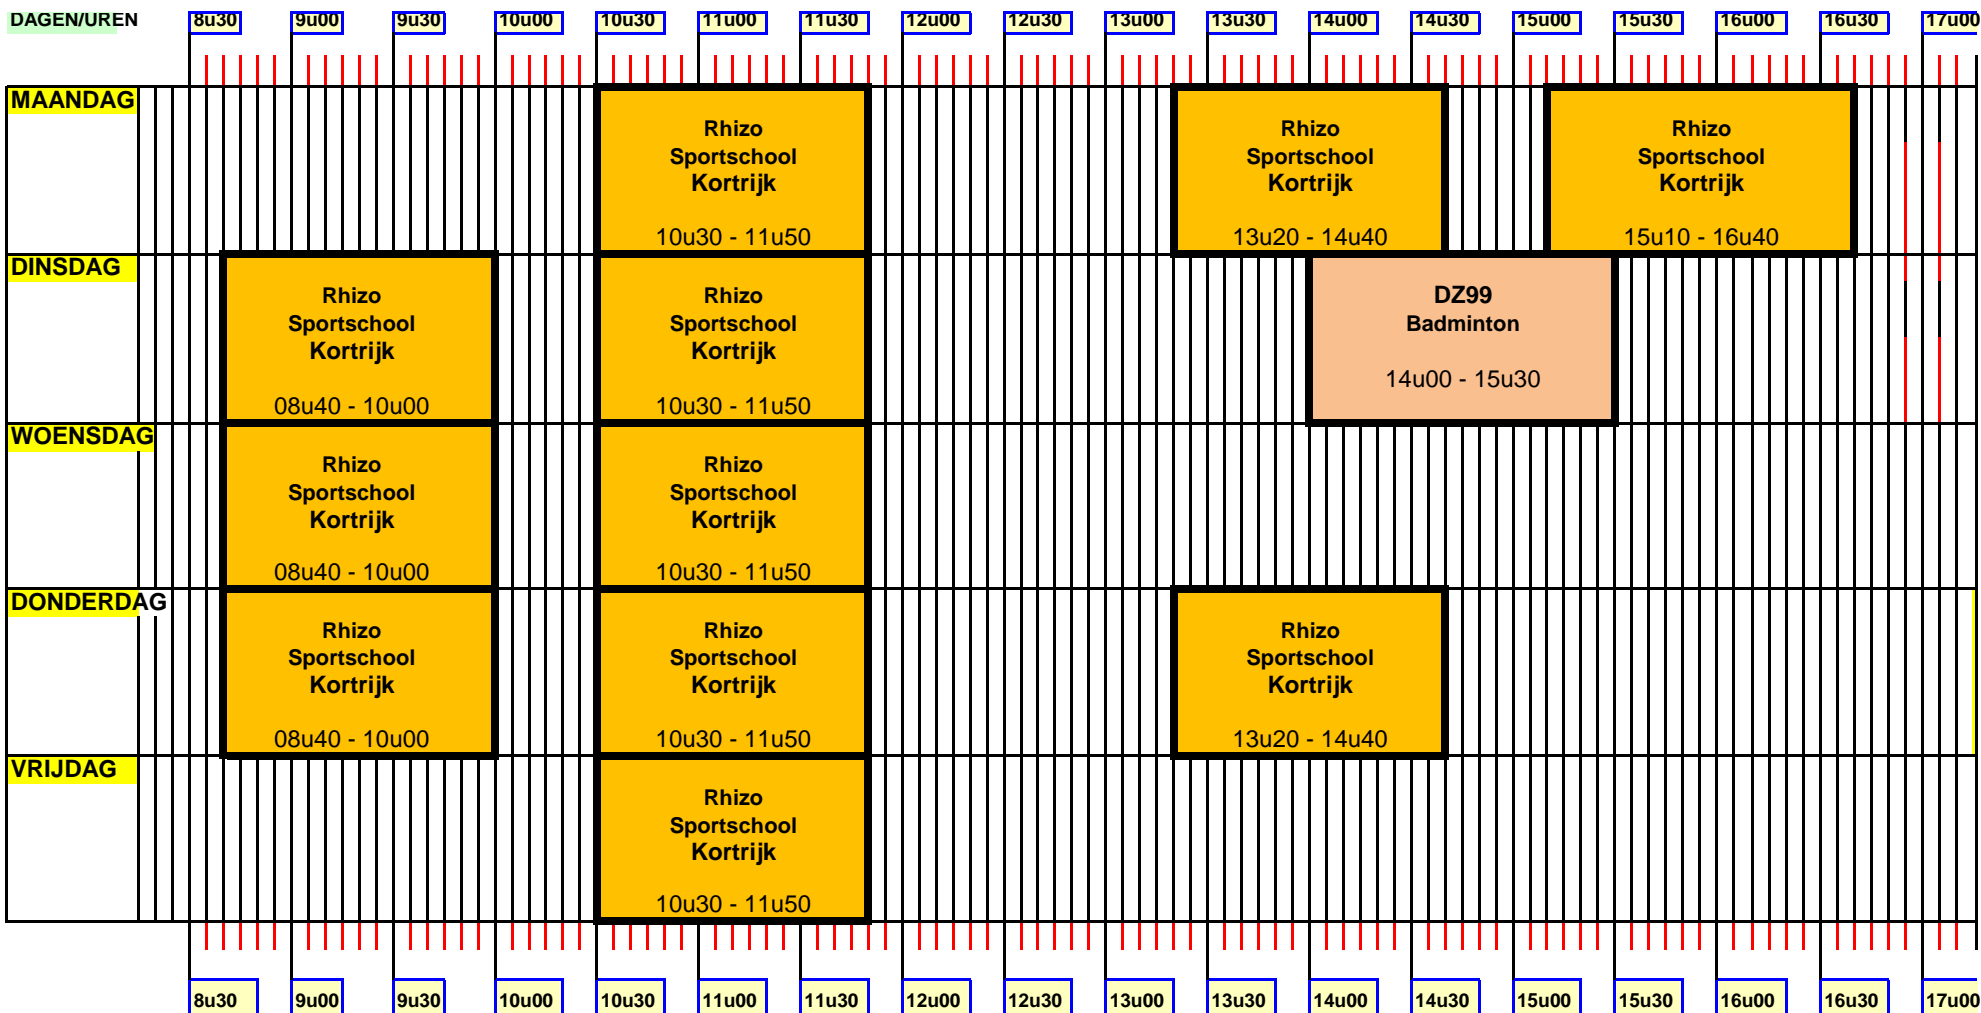 DAGEN/UREN 8u30 9u00 9u30 10u00 10u30 11u00 11u30 12u00 12u30 13u00 13u30 14u00 14u30 15u00 15u30 16u00 16u30 17u00
MAANDAG
Rhizo
Sportschool
Kortrijk
10u30 - 11u50
Rhizo
Sportschool
Kortrijk
13u20 - 14u40
Rhizo
Sportschool
Kortrijk
15u10 - 16u40
DINSDAG
Rhizo
Sportschool
Kortrijk
08u40 - 10u00
Rhizo
Sportschool
Kortrijk
10u30 - 11u50
DZ99
Badminton
14u00 - 15u30
WOENSDAG
Rhizo
Sportschool
Kortrijk
08u40 - 10u00
Rhizo
Sportschool
Kortrijk
10u30 - 11u50
DONDERDAG
Rhizo
Sportschool
Kortrijk
08u40 - 10u00
Rhizo
Sportschool
Kortrijk
10u30 - 11u50
Rhizo
Sportschool
Kortrijk
13u20 - 14u40
VRIJDAG
Rhizo
Sportschool
Kortrijk
10u30 - 11u50
8u30 9u00 9u30 10u00 10u30 11u00 11u30 12u00 12u30 13u00 13u30 14u00 14u30 15u00 15u30 16u00 16u30 17u00